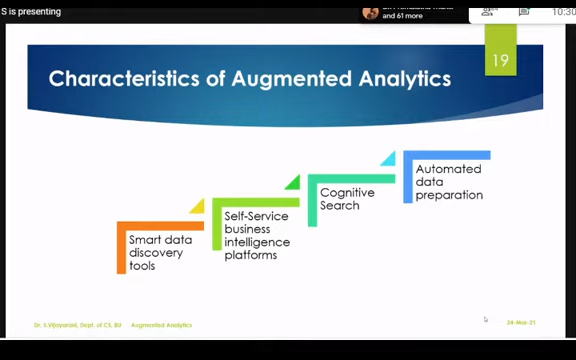 S is presenting
and 61 more
10:30
19
Characteristics of Augmented Analytics
Smart data
discovery
tools
Self-Service
business
intelligence
platforms
Cognitive
Search
Automated
data
preparation
Dr. S.Vijayarani, Dept. of CS, BU Augmented Analytics
24-Mar-21